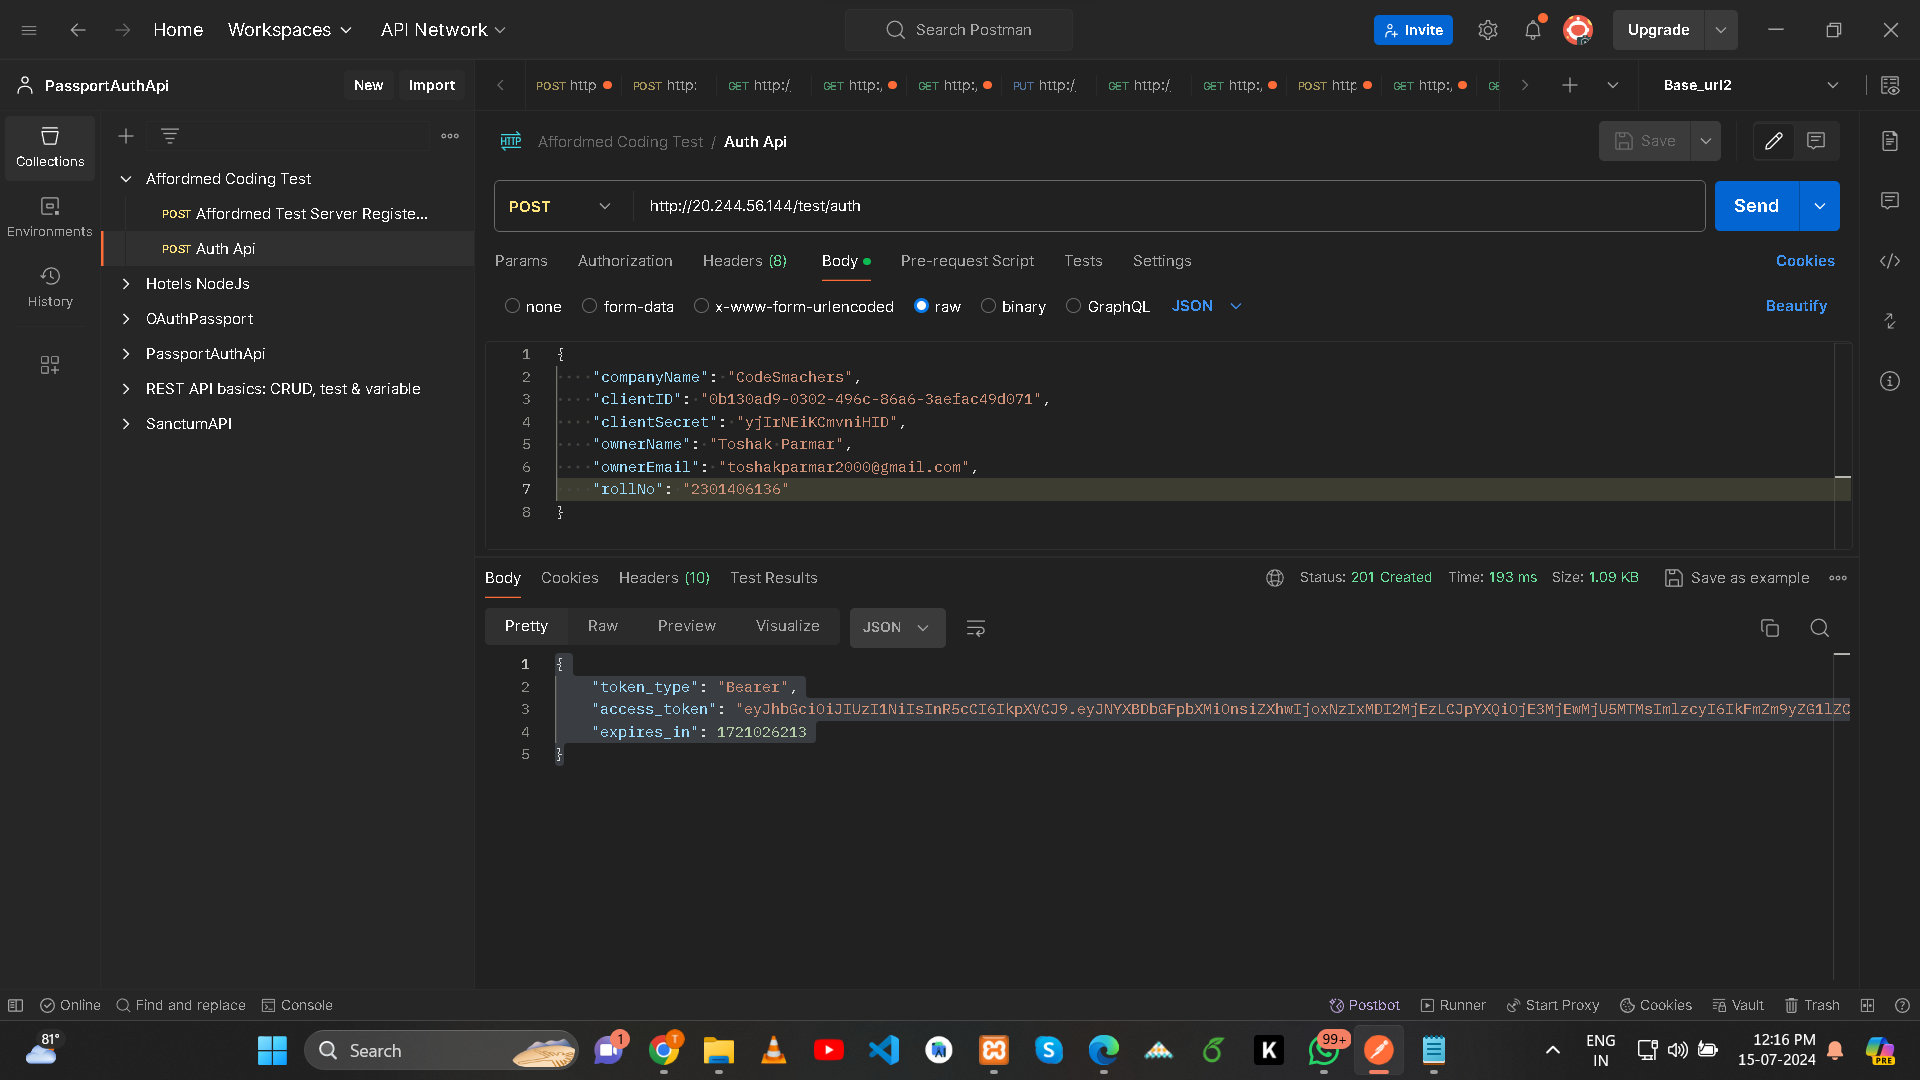 Home Workspaces API Network Search Postman Invite Upgrade
PassportAuthApi New Import POST http POST http: GET http:/ GET http:, GET http:, PUT http:/ GET http:/ GET http:, POST http GET http:, GE Base_url2
Collections
Environments
History
Affordmed Coding Test
POST Affordmed Test Server Registe...
POST Auth Api
Hotels NodeJs
OAuthPassport
PassportAuthApi
REST API basics: CRUD, test & variable
SanctumAPI
HTTP Affordmed Coding Test / Auth Api Save
POST http://20.244.56.144/test/auth Send
Params Authorization Headers (8) Body Pre-request Script Tests Settings Cookies
none form-data x-www-form-urlencoded raw binary GraphQL JSON Beautify
1 {
2 "companyName": "CodeSmachers",
3 "clientID": "0b130ad9-0302-496c-86a6-3aefac49d071",
4 "clientSecret": "yjIrNEiKCmvniHID",
5 "ownerName": "Toshak Parmar",
6 "ownerEmail": "toshakparmar2000@gmail.com",
7 "rollNo": "2301406136"
8 }
Body Cookies Headers (10) Test Results Status: 201 Created Time: 193 ms Size: 1.09 KB Save as example
Pretty Raw Preview Visualize JSON
1 {
2 "token_type": "Bearer",
3 "access_token": "eyJhbGciOiJIUzI1NiIsInR5cCI6IkpXVCJ9.eyJNYXBDbGFpbXMiOnsiZXhwIjoxNzIxMDI2MjEzLCJpYXQiOjE3MjEwMjU5MTMsImlzcyI6IkFmZm9yZG1lZC
4 "expires_in": 1721026213
5 }
Online Find and replace Console Postbot Runner Start Proxy Cookies Vault Trash
81° Search 1 T K 99+ ENG IN 12:16 PM 15-07-2024 PRE